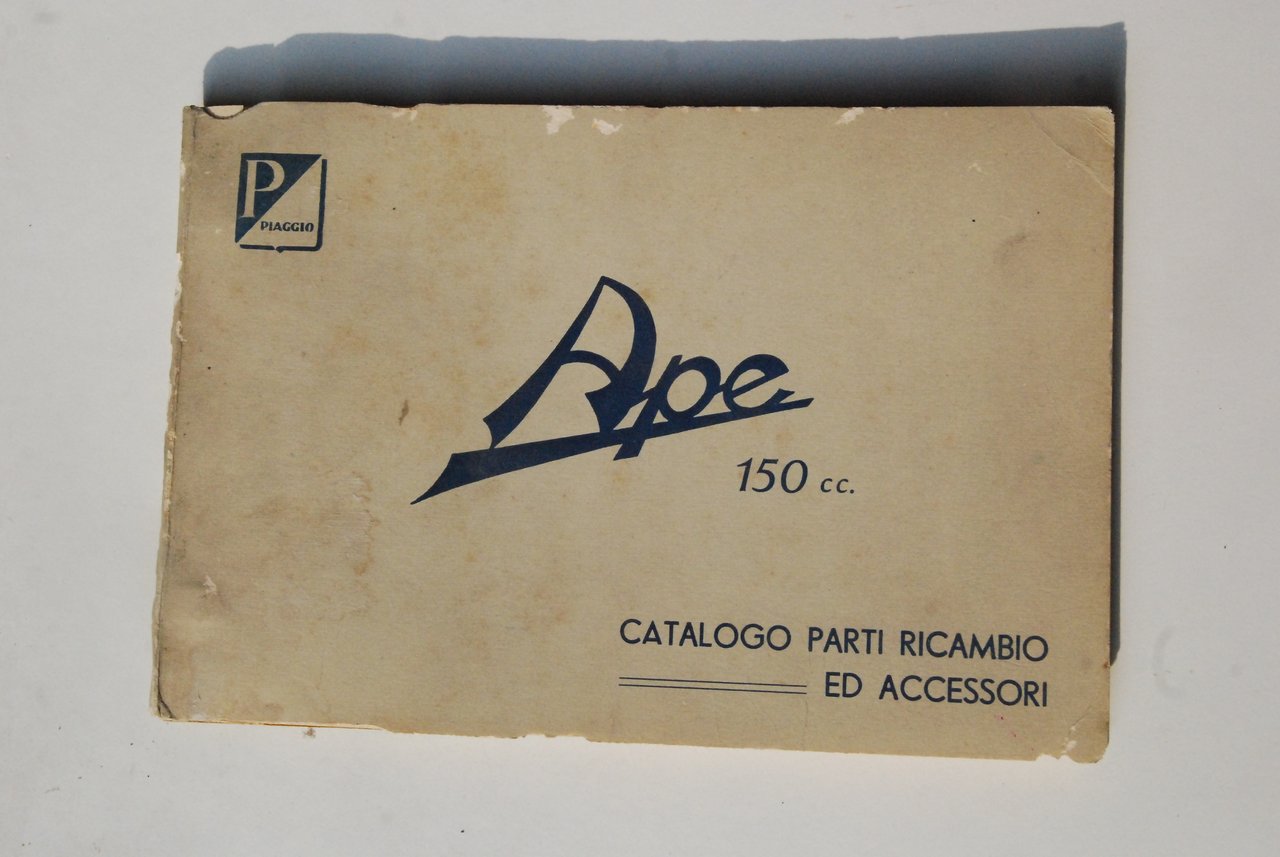 P
PIAGGIO
Ape
150 cc.
CATALOGO PARTI RICAMBIO
ED ACCESSORI